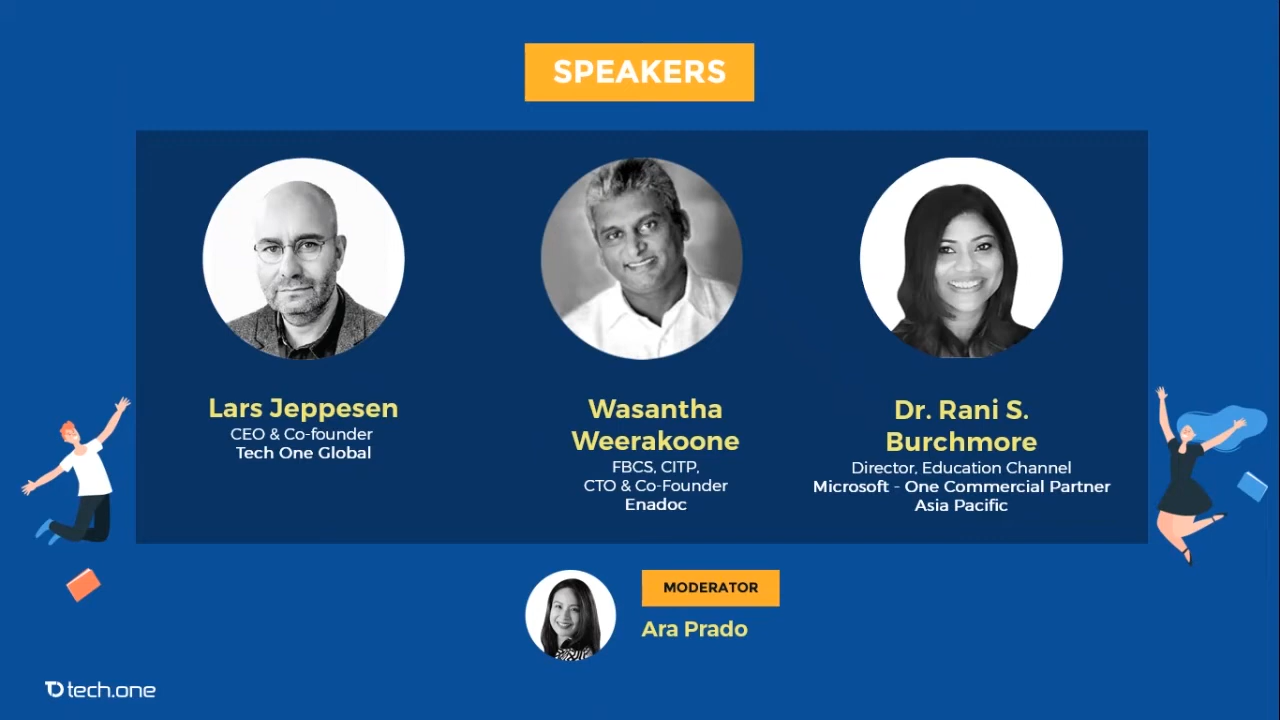 SPEAKERS
Lars Jeppesen
CEO & Co-founder
Tech One Global
Wasantha
Weerakoone
FBCS, CITP,
CTO & Co-Founder
Enadoc
Dr. Rani S.
Burchmore
Director, Education Channel
Microsoft - One Commercial Partner
Asia Pacific
MODERATOR
Ara Prado
tech.one